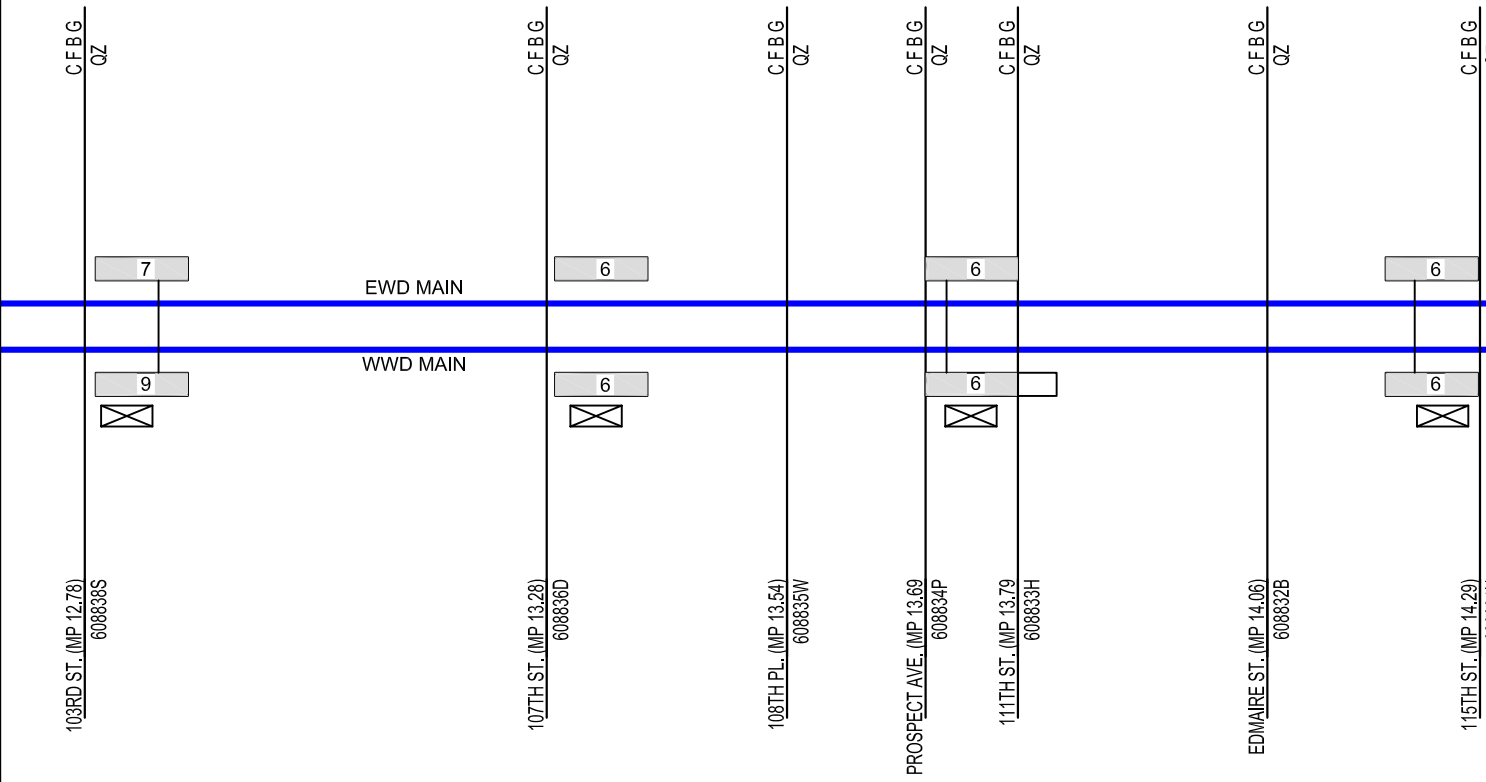 C F B G
QZ
C F B G
QZ
C F B G
QZ
C F B G
QZ
C F B G
QZ
C F B G
QZ
C F B G
7
6
6
6
EWD MAIN
WWD MAIN
9
6
6
6
103RD ST. (MP 12.78)
608838S
107TH ST. (MP 13.28)
608836D
108TH PL. (MP 13.54)
608835W
PROSPECT AVE. (MP 13.69
608834P
111TH ST. (MP 13.79
608833H
EDMAIRE ST. (MP 14.06)
608832B
115TH ST. (MP 14.29)